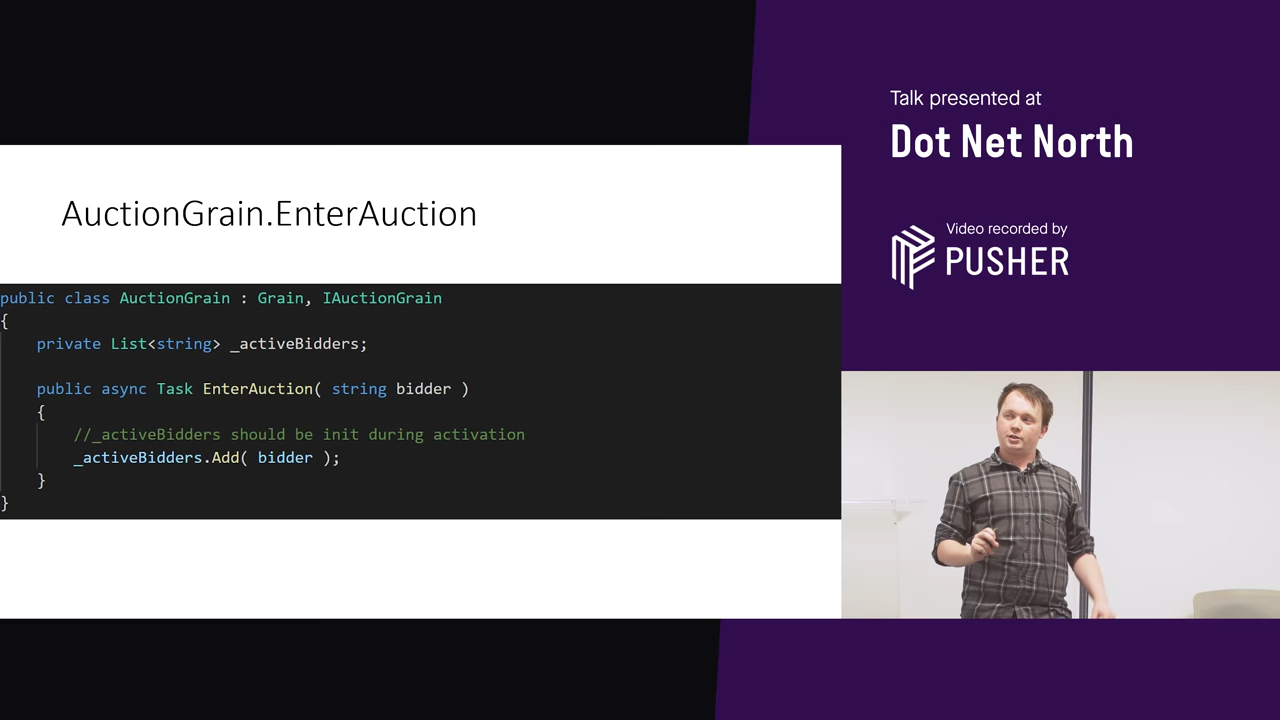 AuctionGrain.EnterAuction
public class AuctionGrain : Grain, IAuctionGrain
{
private List<string> _activeBidders;
public async Task EnterAuction( string bidder )
{
//_activeBidders should be init during activation
_activeBidders.Add( bidder );
}
}
Talk presented at
Dot Net North
Video recorded by
PUSHER